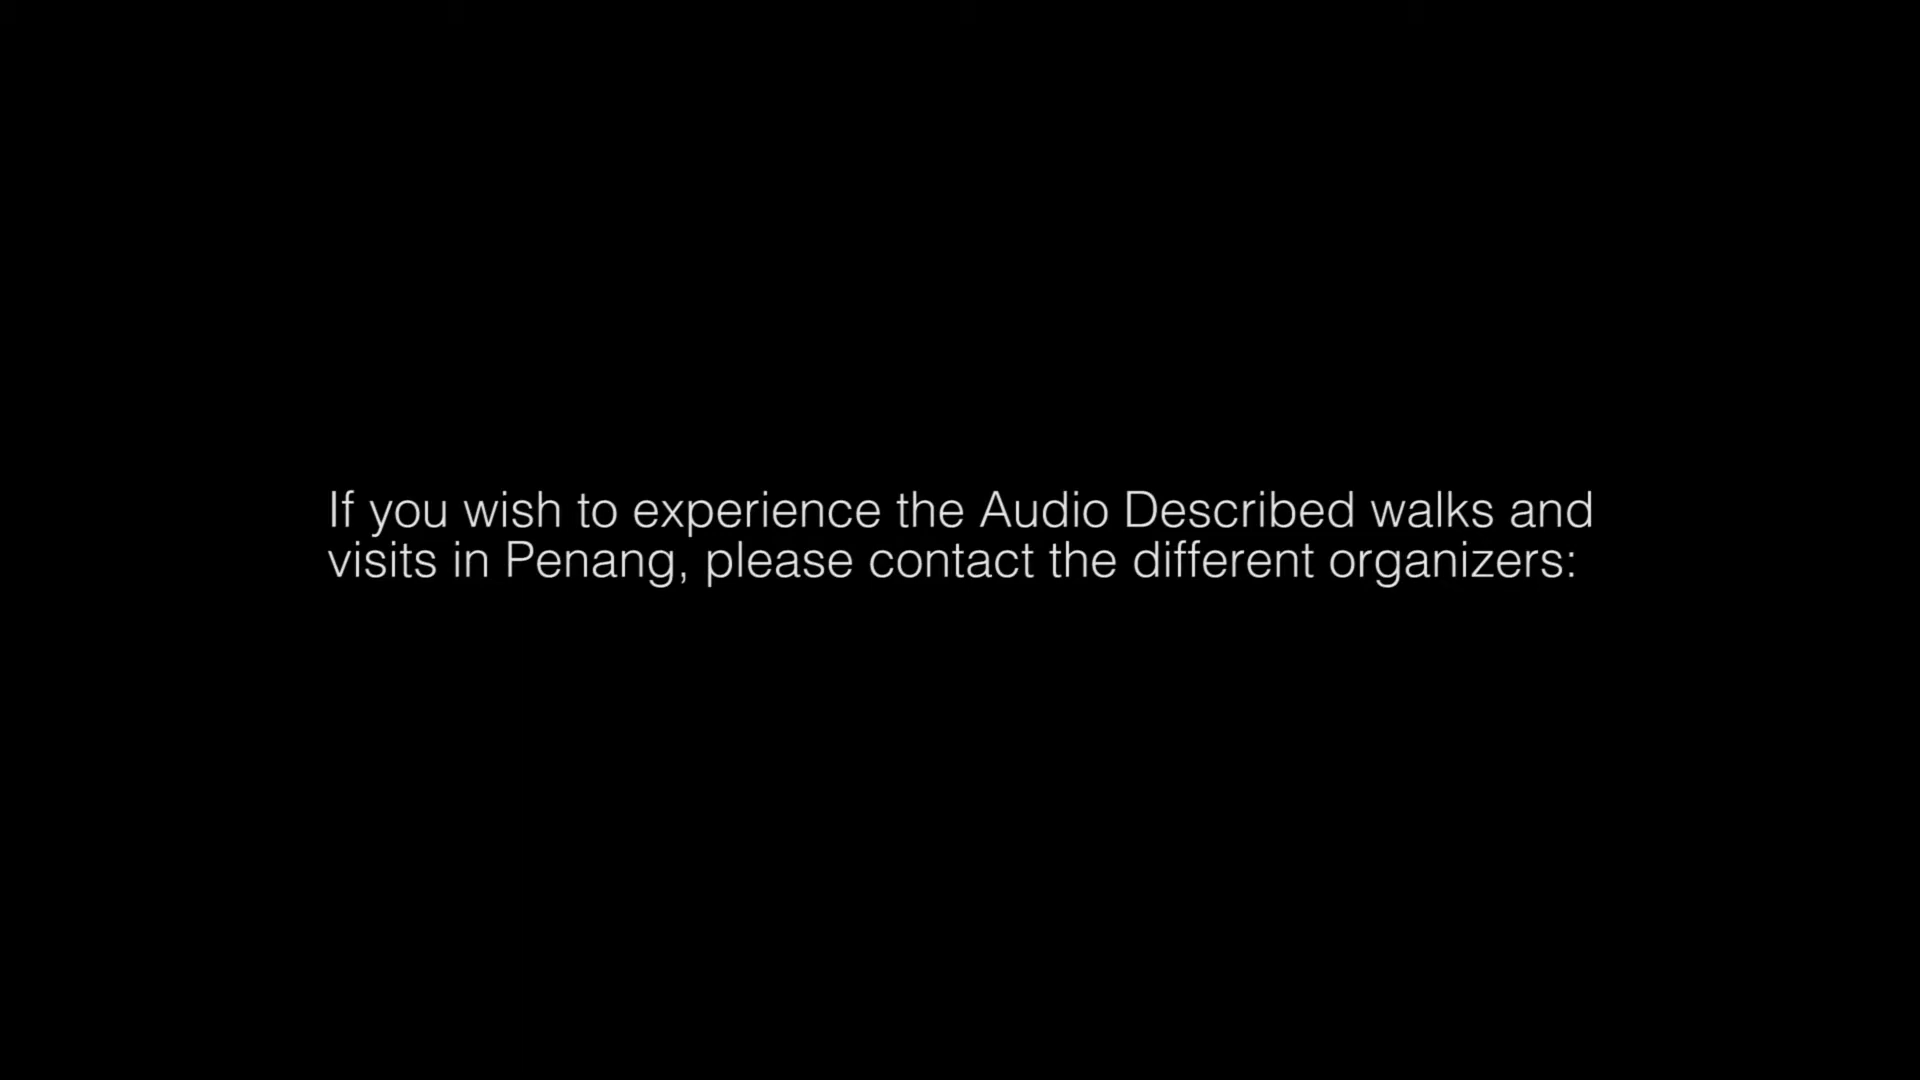 If you wish to experience the Audio Described walks and
visits in Penang, please contact the different organizers: